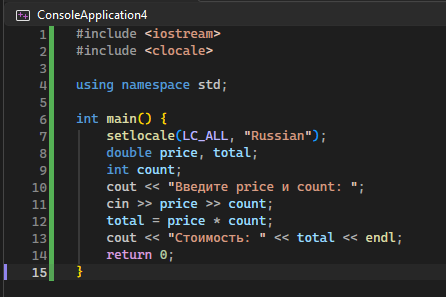 ConsoleApplication4
1 #include <iostream>
2 #include <clocale>
3
4 using namespace std;
5
6 int main() {
7 setlocale(LC_ALL, "Russian");
8 double price, total;
9 int count;
10 cout << "Введите price и count: ";
11 cin >> price >> count;
12 total = price * count;
13 cout << "Стоимость: " << total << endl;
14 return 0;
15 }